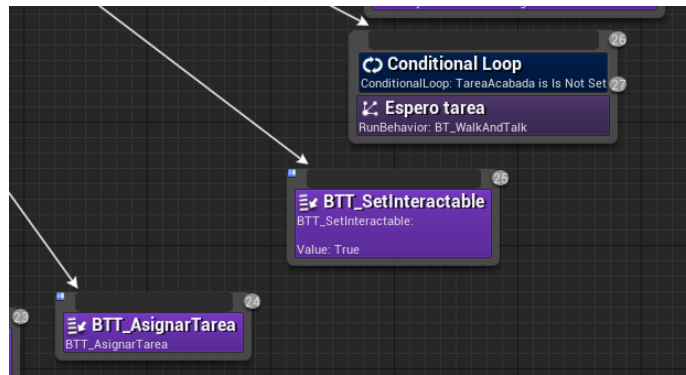 26
Conditional Loop
ConditionalLoop: TareaAcabada is Is Not Set
27
Espero tarea
RunBehavior: BT_WalkAndTalk
25
BTT_SetInteractable
BTT_SetInteractable:
Value: True
24
23
BTT_AsignarTarea
BTT_AsignarTarea